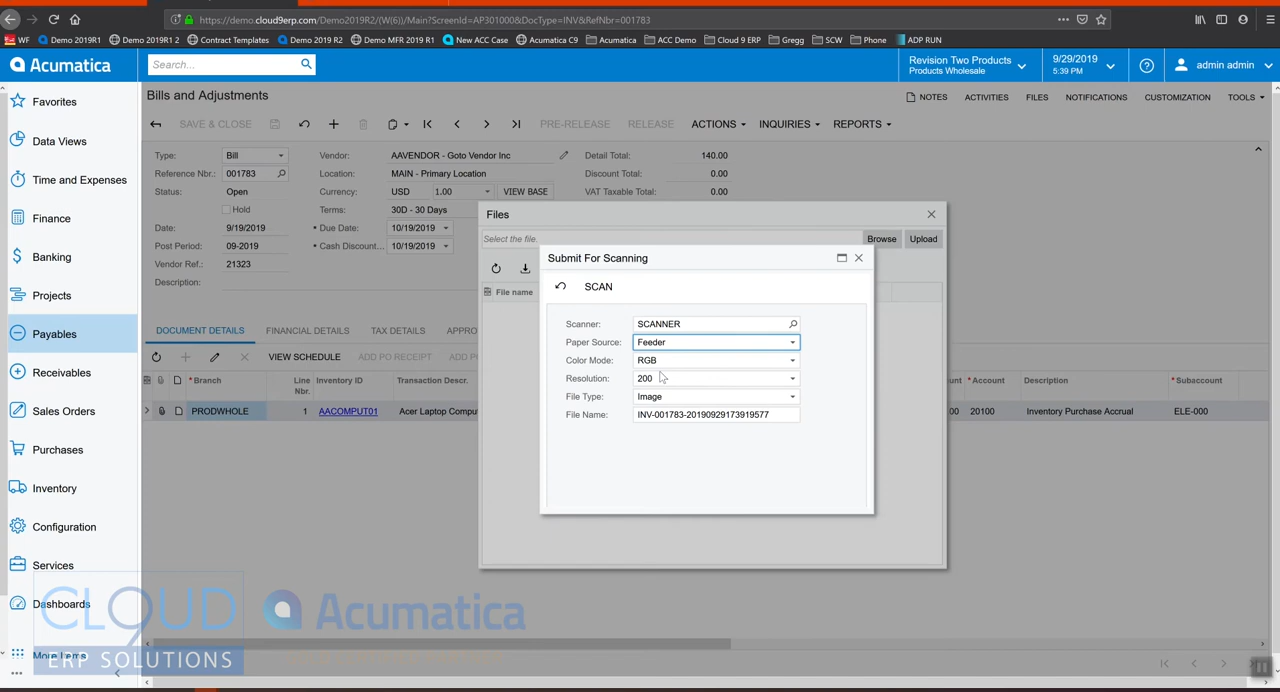 https://demo.cloud9erp.com/Demo2019R2/(W(6))/Main?ScreenId=AP301000&DocType=INV&RefNbr=001783
WF Demo 2019R1 Demo 2019R1 2 Contract Templates Demo 2019 R2 Demo MFR 2019 R1 New ACC Case Acumatica C9 Acumatica ACC Demo Cloud 9 ERP Gregg SCW Phone ADP RUN
Acumatica Search... Revision Two Products 9/29/2019 admin admin
Products Wholesale 5:39 PM
Favorites
Data Views
Time and Expenses
Finance
Banking
Projects
Payables
Receivables
Sales Orders
Purchases
Inventory
Configuration
Services
Dashboards
More Items
Bills and Adjustments NOTES ACTIVITIES FILES NOTIFICATIONS CUSTOMIZATION TOOLS
SAVE & CLOSE PRE-RELEASE RELEASE ACTIONS INQUIRIES REPORTS
Type: Bill Vendor: AAVENDOR - Goto Vendor Inc Detail Total: 140.00
Reference Nbr.: 001783 Location: MAIN - Primary Location Discount Total: 0.00
Status: Open Currency: USD 1.00 VIEW BASE VAT Taxable Total: 0.00
Hold Terms: 30D - 30 Days
Date: 9/19/2019 • Due Date: 10/19/2019
Post Period: 09-2019 • Cash Discount... 10/19/2019
Vendor Ref.: 21323
Description:
Files
Select the file. Browse Upload
File name
Submit For Scanning
SCAN
Scanner: SCANNER
Paper Source: Feeder
Color Mode: RGB
Resolution: 200
File Type: Image
File Name: INV-001783-20190929173919577
DOCUMENT DETAILS FINANCIAL DETAILS TAX DETAILS APPRO
VIEW SCHEDULE ADD PO RECEIPT ADD P
*Branch Line Nbr. Inventory ID Transaction Descr. unt *Account Description *Subaccount
PRODWHOLE 1 AACOMPUT01 Acer Laptop Compu 00 20100 Inventory Purchase Accrual ELE-000
CLOUD 9
ERP SOLUTIONS
Acumatica